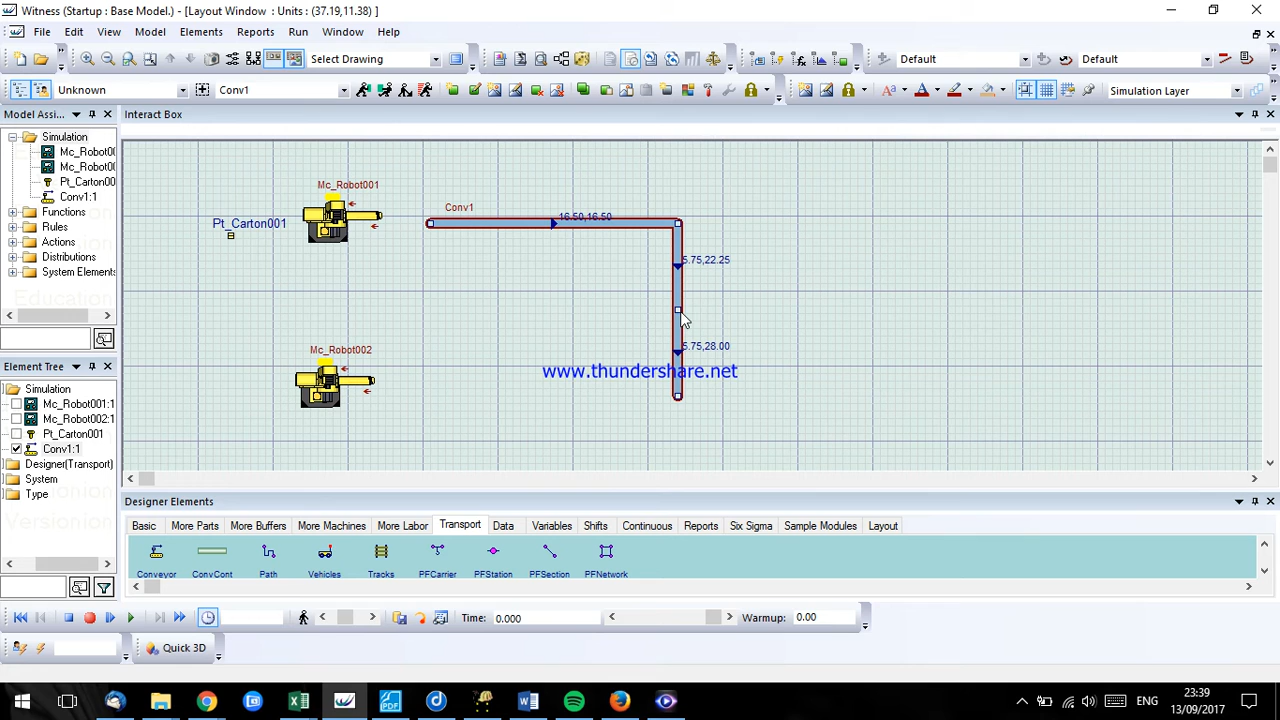 Witness (Startup : Base Model.) - [Layout Window : Units : (37.19,11.38) ]
File Edit View Model Elements Reports Run Window Help
Select Drawing Default Default
Unknown Conv1 Simulation Layer
Model Assi... Interact Box
Simulation
Mc_Robot00
Mc_Robot00
Pt_Carton00
Conv1:1
Functions
Rules
Actions
Distributions
System Elements
Element Tree
Simulation
Mc_Robot001:1
Mc_Robot002:1
Pt_Carton001
Conv1:1
Designer(Transport)
System
Type
Mc_Robot001
Pt_Carton001
Conv1
16.50,16.50
5.75,22.25
Mc_Robot002
5.75,28.00
www.thundershare.net
Designer Elements
Basic More Parts More Buffers More Machines More Labor Transport Data Variables Shifts Continuous Reports Six Sigma Sample Modules Layout
Conveyor ConvCont Path Vehicles Tracks PFCarrier PFStation PFSection PFNetwork
Time: 0.000 Warmup: 0.00
Quick 3D
ENG
23:39
13/09/2017